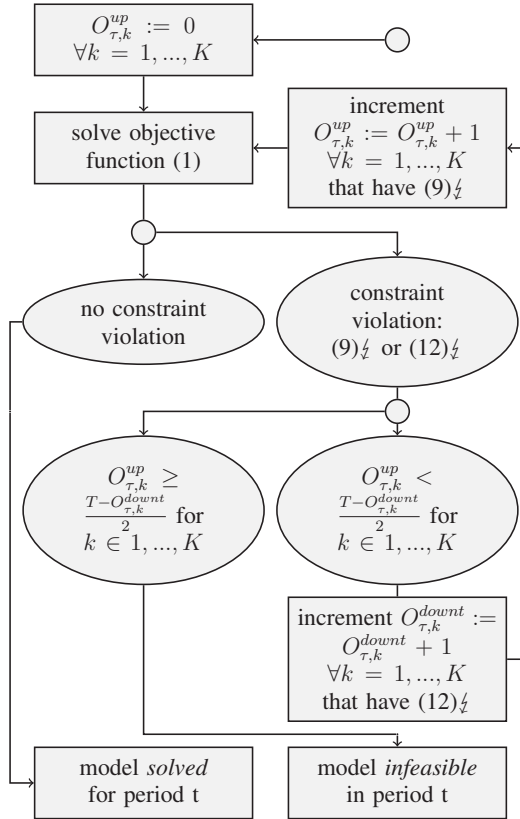 O^{up}_{τ,k} := 0
∀k = 1, ..., K
solve objective
function (1)
increment
O^{up}_{τ,k} := O^{up}_{τ,k} + 1
∀k = 1, ..., K
that have (9)↯
no constraint
violation
constraint
violation:
(9)↯ or (12)↯
O^{up}_{τ,k} ≥
\frac{T−O^{downt}_{τ,k}}{2} for
k ∈ 1, ..., K
O^{up}_{τ,k} <
\frac{T−O^{downt}_{τ,k}}{2} for
k ∈ 1, ..., K
increment O^{downt}_{τ,k} :=
O^{downt}_{τ,k} + 1
∀k = 1, ..., K
that have (12)↯
model solved
for period t
model infeasible
in period t